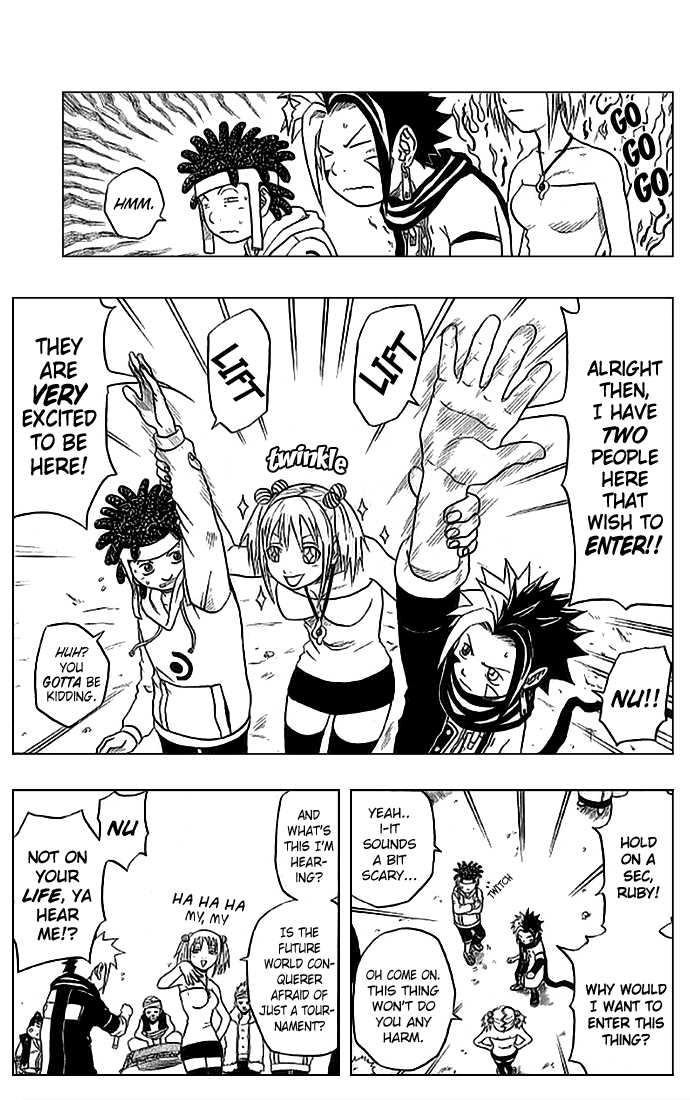 GO
GO
GO
HMM.
ALRIGHT
THEN,
I HAVE
TWO
PEOPLE
HERE
THAT
WISH TO
ENTER!!
LIFT
LIFT
twinkle
THEY
ARE
VERY
EXCITED
TO BE
HERE!
NU!!
HUH?
YOU
GOTTA BE
KIDDING.
HOLD
ON A
SEC,
RUBY!
WHY WOULD
I WANT TO
ENTER THIS
THING?
YEAH..
I-IT
SOUNDS
A BIT
SCARY...
TWITCH
OH COME ON.
THIS THING
WON'T DO
YOU ANY
HARM.
AND
WHAT'S
THIS I'M
HEAR-
ING?
IS THE
FUTURE
WORLD CON-
QUERER
AFRAID OF
JUST A TOUR-
NAMENT?
HA HA HA
MY, MY
NU
NOT ON
YOUR
LIFE, YA
HEAR
ME!?